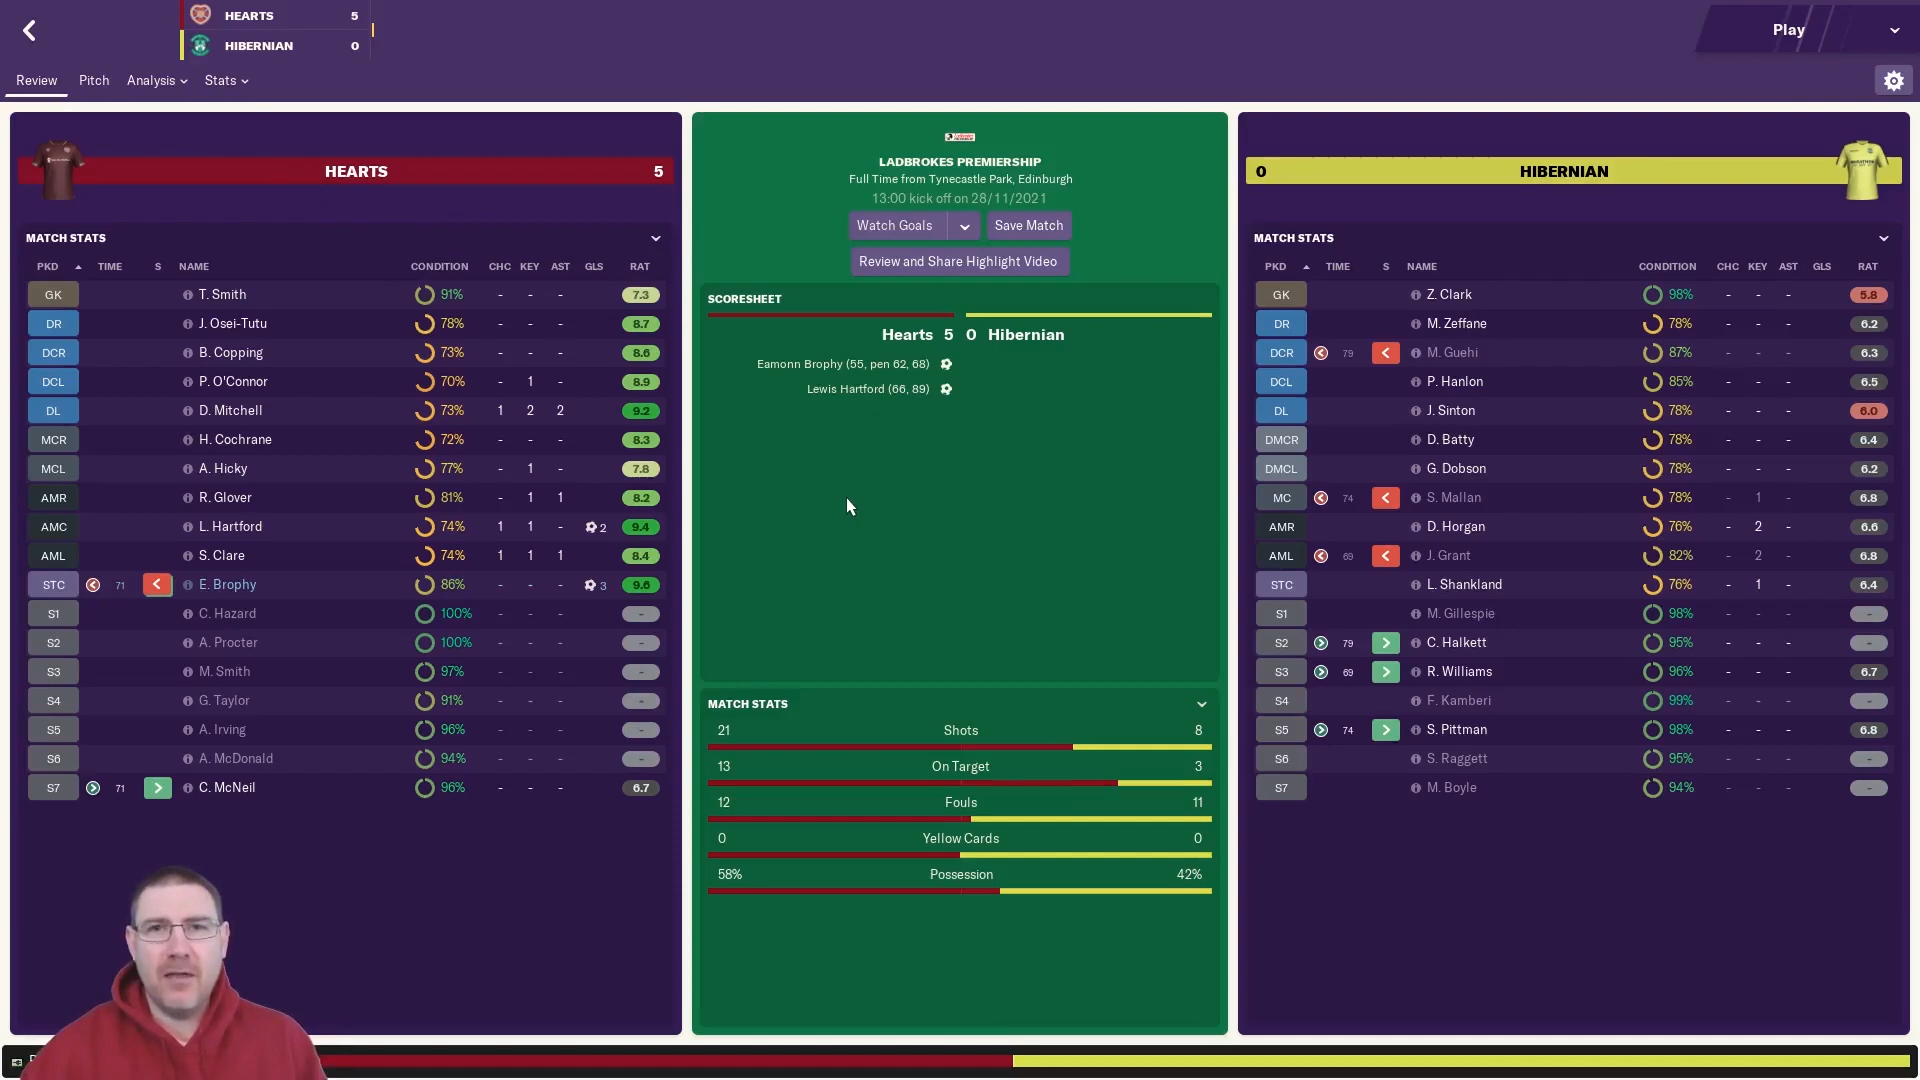 HEARTS 5
HIBERNIAN 0
Play
Review Pitch Analysis Stats
HEARTS 5
MATCH STATS
PKD TIME S NAME CONDITION CHC KEY AST GLS RAT
GK T. Smith 91% - - - 7.3
DR J. Osei-Tutu 78% - - - 8.7
DCR B. Copping 73% - - - 8.6
DCL P. O'Connor 70% - 1 - 8.9
DL D. Mitchell 73% 1 2 2 9.2
MCR H. Cochrane 72% - - - 8.3
MCL A. Hicky 77% - 1 - 7.8
AMR R. Glover 81% - 1 1 8.2
AMC L. Hartford 74% 1 1 - 2 9.4
AML S. Clare 74% 1 1 1 8.4
STC 71 E. Brophy 86% - - - 3 9.6
S1 C. Hazard 100% - - - -
S2 A. Procter 100% - - - -
S3 M. Smith 97% - - - -
S4 G. Taylor 91% - - - -
S5 A. Irving 96% - - - -
S6 A. McDonald 94% - - - -
S7 71 C. McNeil 96% - - - 6.7
LADBROKES PREMIERSHIP
Full Time from Tynecastle Park, Edinburgh
13:00 kick off on 28/11/2021
Watch Goals Save Match
Review and Share Highlight Video
SCORESHEET
Hearts 5 0 Hibernian
Eamonn Brophy (55, pen 62, 68)
Lewis Hartford (66, 89)
MATCH STATS
21 Shots 8
13 On Target 3
12 Fouls 11
0 Yellow Cards 0
58% Possession 42%
0 HIBERNIAN
MATCH STATS
PKD TIME S NAME CONDITION CHC KEY AST GLS RAT
GK Z. Clark 98% - - - 5.8
DR M. Zeffane 78% - - - 6.2
DCR 79 M. Guehi 87% - - - 6.3
DCL P. Hanlon 85% - - - 6.5
DL J. Sinton 78% - - - 6.0
DMCR D. Batty 78% - - - 6.4
DMCL G. Dobson 78% - - - 6.2
MC 74 S. Mallan 78% - 1 - 6.8
AMR D. Horgan 76% - 2 - 6.6
AML 69 J. Grant 82% - 2 - 6.8
STC L. Shankland 76% - 1 - 6.4
S1 M. Gillespie 98% - - - -
S2 79 C. Halkett 95% - - - -
S3 69 R. Williams 96% - - - 6.7
S4 F. Kamberi 99% - - - -
S5 74 S. Pittman 98% - - - 6.8
S6 S. Raggett 95% - - - -
S7 M. Boyle 94% - - - -